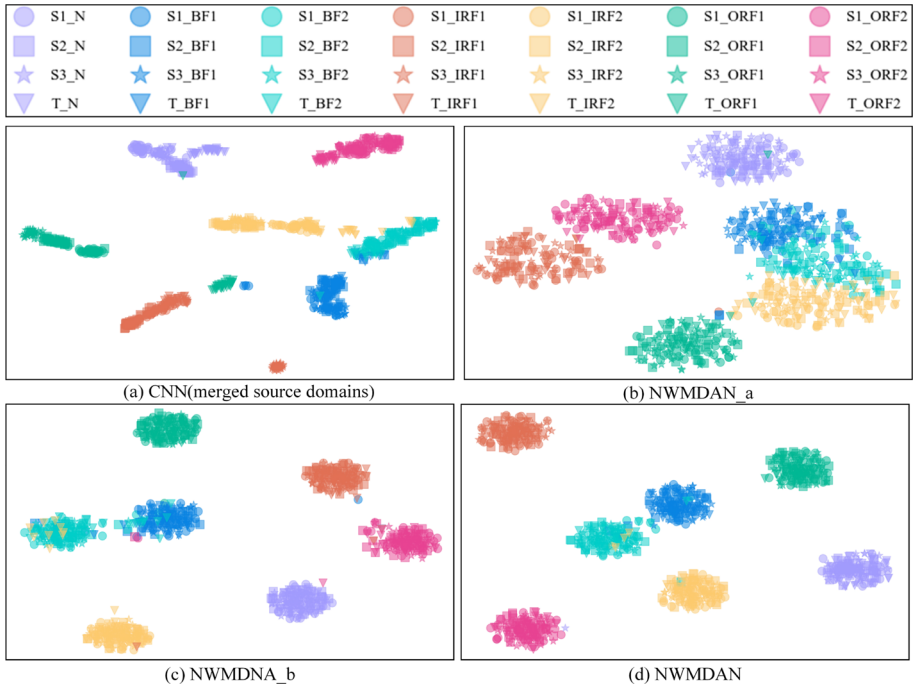 S1_N S1_BF1 S1_BF2 S1_IRF1 S1_IRF2 S1_ORF1 S1_ORF2
S2_N S2_BF1 S2_BF2 S2_IRF1 S2_IRF2 S2_ORF1 S2_ORF2
S3_N S3_BF1 S3_BF2 S3_IRF1 S3_IRF2 S3_ORF1 S3_ORF2
T_N T_BF1 T_BF2 T_IRF1 T_IRF2 T_ORF1 T_ORF2
(a) CNN(merged source domains)
(b) NWMDAN_a
(c) NWMDNA_b
(d) NWMDAN